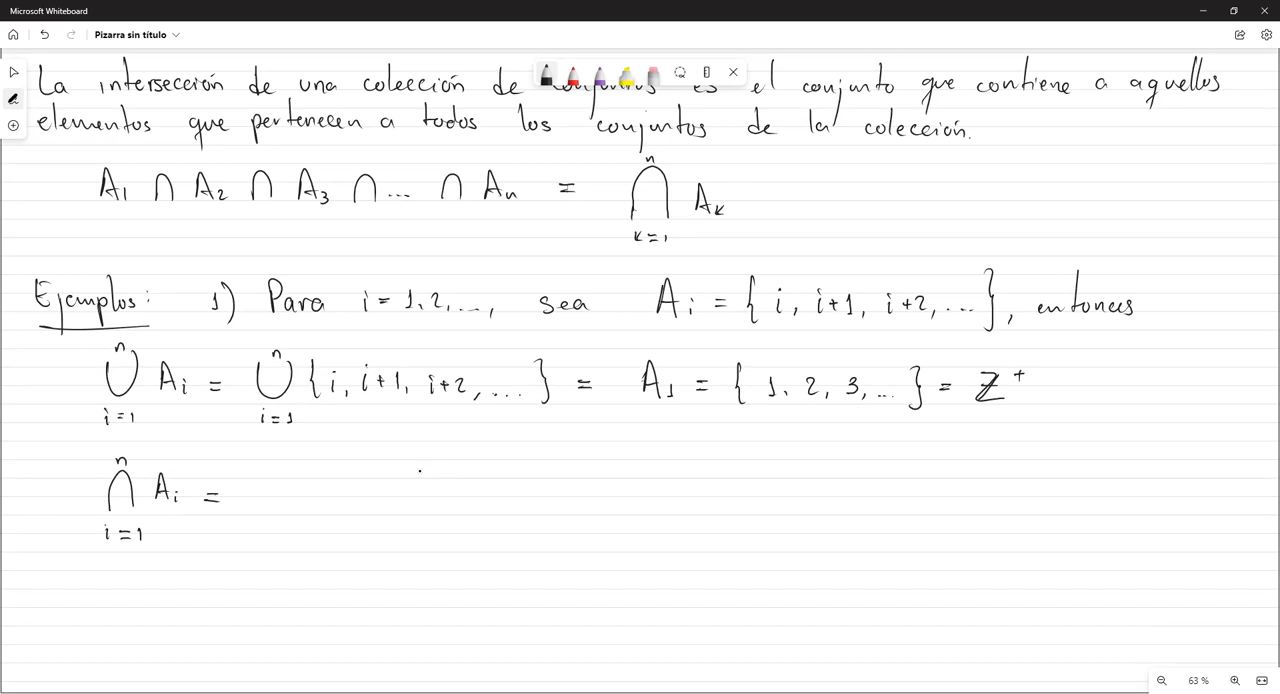 Microsoft Whiteboard
Pizarra sin título
La intersección de una colección de conjuntos es el conjunto que contiene a aquellos
elementos que pertenecen a todos los conjuntos de la colección.
A₁ ∩ A₂ ∩ A₃ ∩ ... ∩ Aₙ = ⋂ₖ₌₁ⁿ Aₖ
Ejemplos: 1) Para i = 1, 2, ..., sea Aᵢ = { i, i+1, i+2, ... }, entonces
⋃ᵢ₌₁ⁿ Aᵢ = ⋃ᵢ₌₁ⁿ { i, i+1, i+2, ... } = A₁ = { 1, 2, 3, ... } = ℤ⁺
⋂ᵢ₌₁ⁿ Aᵢ =
63 %